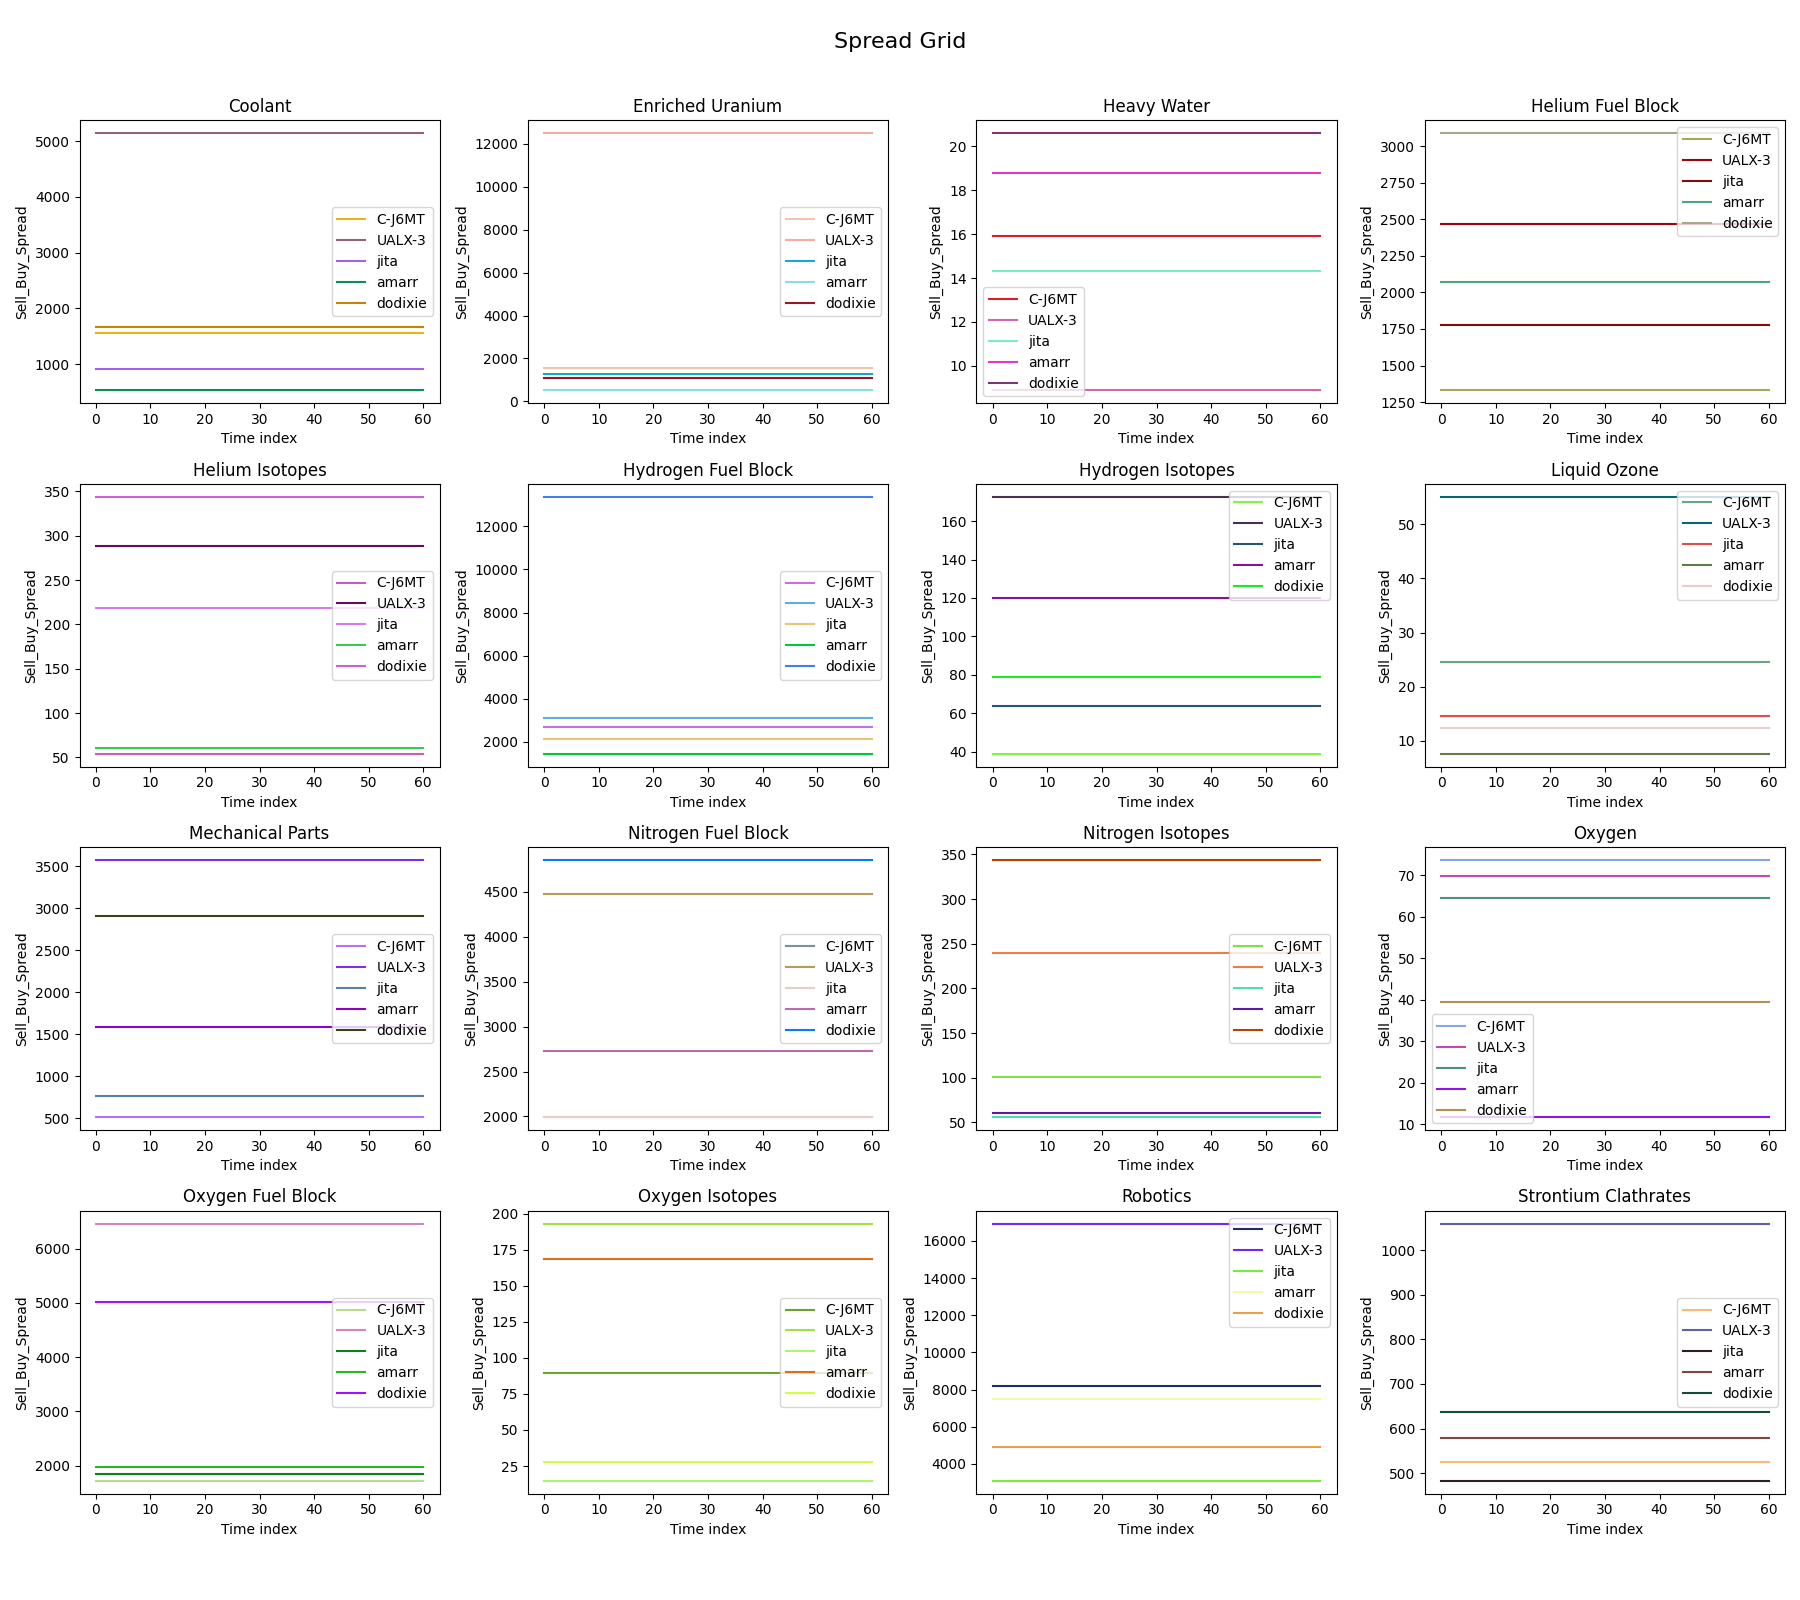 Spread Grid
Coolant
Sell_Buy_Spread
5000
4000
3000
2000
1000
C-J6MT
UALX-3
jita
amarr
dodixie
0 10 20 30 40 50 60
Time index
Enriched Uranium
Sell_Buy_Spread
12000
10000
8000
6000
4000
2000
0
C-J6MT
UALX-3
jita
amarr
dodixie
0 10 20 30 40 50 60
Time index
Heavy Water
Sell_Buy_Spread
20
18
16
14
12
10
C-J6MT
UALX-3
jita
amarr
dodixie
0 10 20 30 40 50 60
Time index
Helium Fuel Block
Sell_Buy_Spread
3000
2750
2500
2250
2000
1750
1500
1250
C-J6MT
UALX-3
jita
amarr
dodixie
0 10 20 30 40 50 60
Time index
Helium Isotopes
Sell_Buy_Spread
350
300
250
200
150
100
50
C-J6MT
UALX-3
jita
amarr
dodixie
0 10 20 30 40 50 60
Time index
Hydrogen Fuel Block
Sell_Buy_Spread
12000
10000
8000
6000
4000
2000
C-J6MT
UALX-3
jita
amarr
dodixie
0 10 20 30 40 50 60
Time index
Hydrogen Isotopes
Sell_Buy_Spread
160
140
120
100
80
60
40
C-J6MT
UALX-3
jita
amarr
dodixie
0 10 20 30 40 50 60
Time index
Liquid Ozone
Sell_Buy_Spread
50
40
30
20
10
C-J6MT
UALX-3
jita
amarr
dodixie
0 10 20 30 40 50 60
Time index
Mechanical Parts
Sell_Buy_Spread
3500
3000
2500
2000
1500
1000
500
C-J6MT
UALX-3
jita
amarr
dodixie
0 10 20 30 40 50 60
Time index
Nitrogen Fuel Block
Sell_Buy_Spread
4500
4000
3500
3000
2500
2000
C-J6MT
UALX-3
jita
amarr
dodixie
0 10 20 30 40 50 60
Time index
Nitrogen Isotopes
Sell_Buy_Spread
350
300
250
200
150
100
50
C-J6MT
UALX-3
jita
amarr
dodixie
0 10 20 30 40 50 60
Time index
Oxygen
Sell_Buy_Spread
70
60
50
40
30
20
10
C-J6MT
UALX-3
jita
amarr
dodixie
0 10 20 30 40 50 60
Time index
Oxygen Fuel Block
Sell_Buy_Spread
6000
5000
4000
3000
2000
C-J6MT
UALX-3
jita
amarr
dodixie
0 10 20 30 40 50 60
Time index
Oxygen Isotopes
Sell_Buy_Spread
200
175
150
125
100
75
50
25
C-J6MT
UALX-3
jita
amarr
dodixie
0 10 20 30 40 50 60
Time index
Robotics
Sell_Buy_Spread
16000
14000
12000
10000
8000
6000
4000
C-J6MT
UALX-3
jita
amarr
dodixie
0 10 20 30 40 50 60
Time index
Strontium Clathrates
Sell_Buy_Spread
1000
900
800
700
600
500
C-J6MT
UALX-3
jita
amarr
dodixie
0 10 20 30 40 50 60
Time index